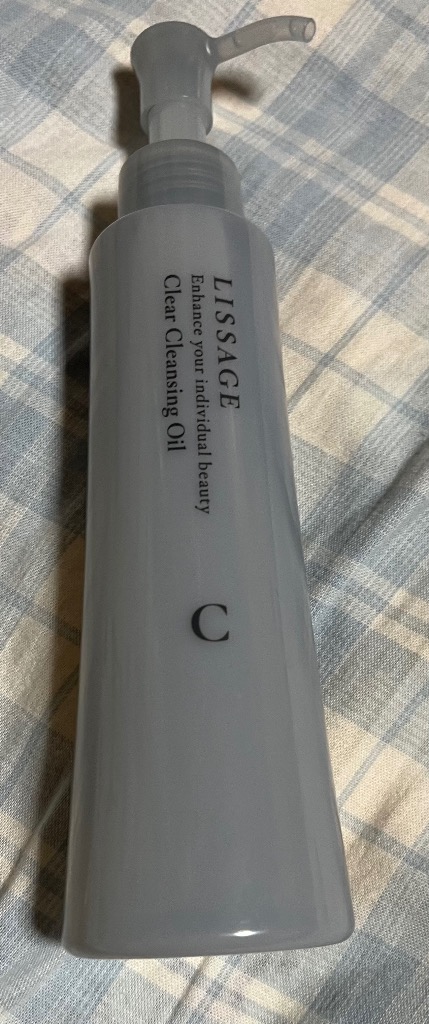 LISSAGE
Enhance your individual beauty
Clear Cleansing Oil
C